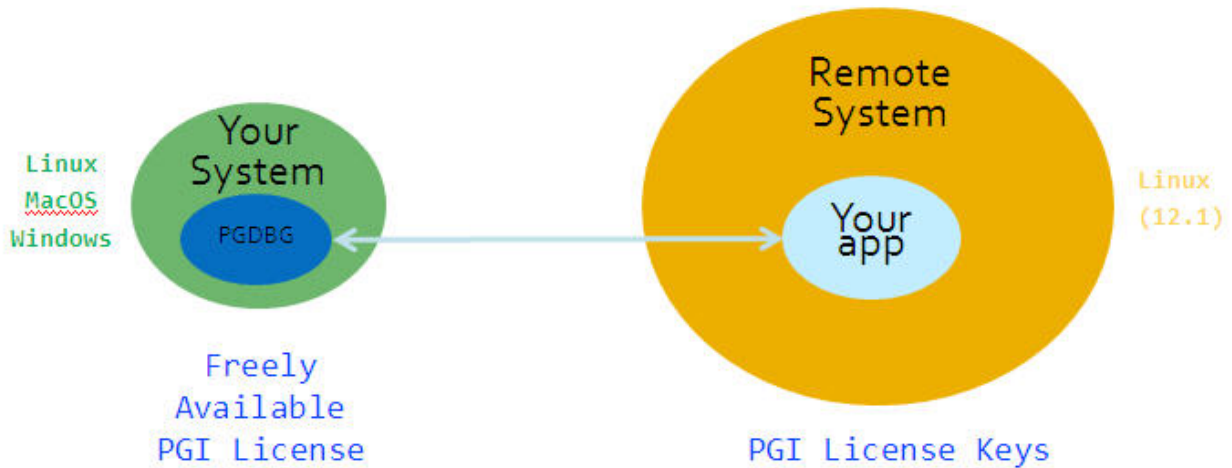 Linux
MacOS
Windows
Your
System
PGDBG
Freely
Available
PGI License
Remote
System
Your
app
Linux
(12.1)
PGI License Keys